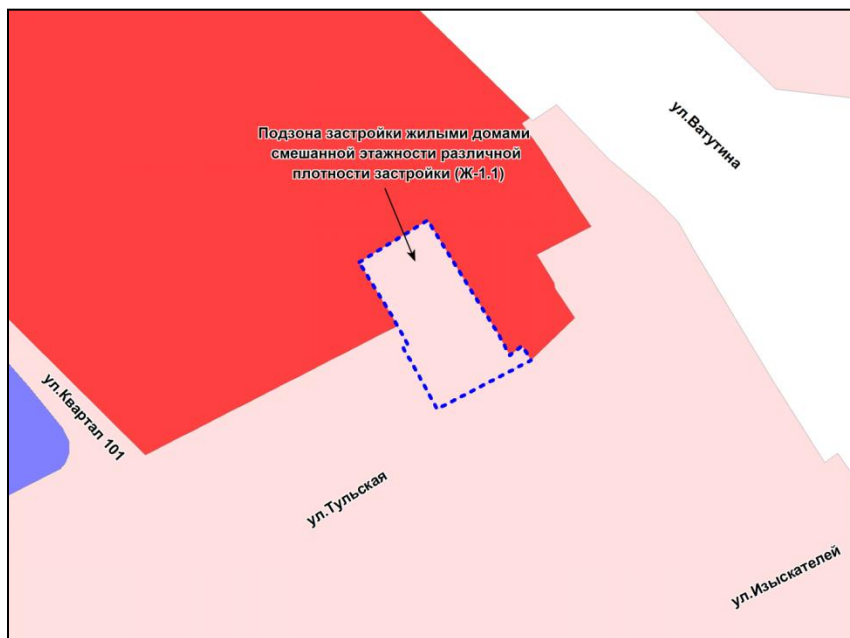 ул.Ватутина
Подзона застройки жилыми домами
смешанной этажности различной
плотности застройки (Ж-1.1)
ул.Квартал 101
ул.Тульская
ул.Изыскателей